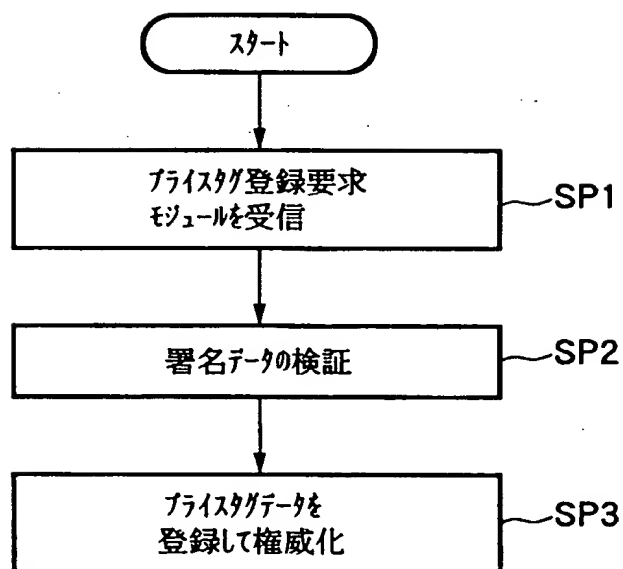 スタート
プライスタグ登録要求
モジュールを受信
SP1
署名データの検証
SP2
プライスタグデータを
登録して権威化
SP3